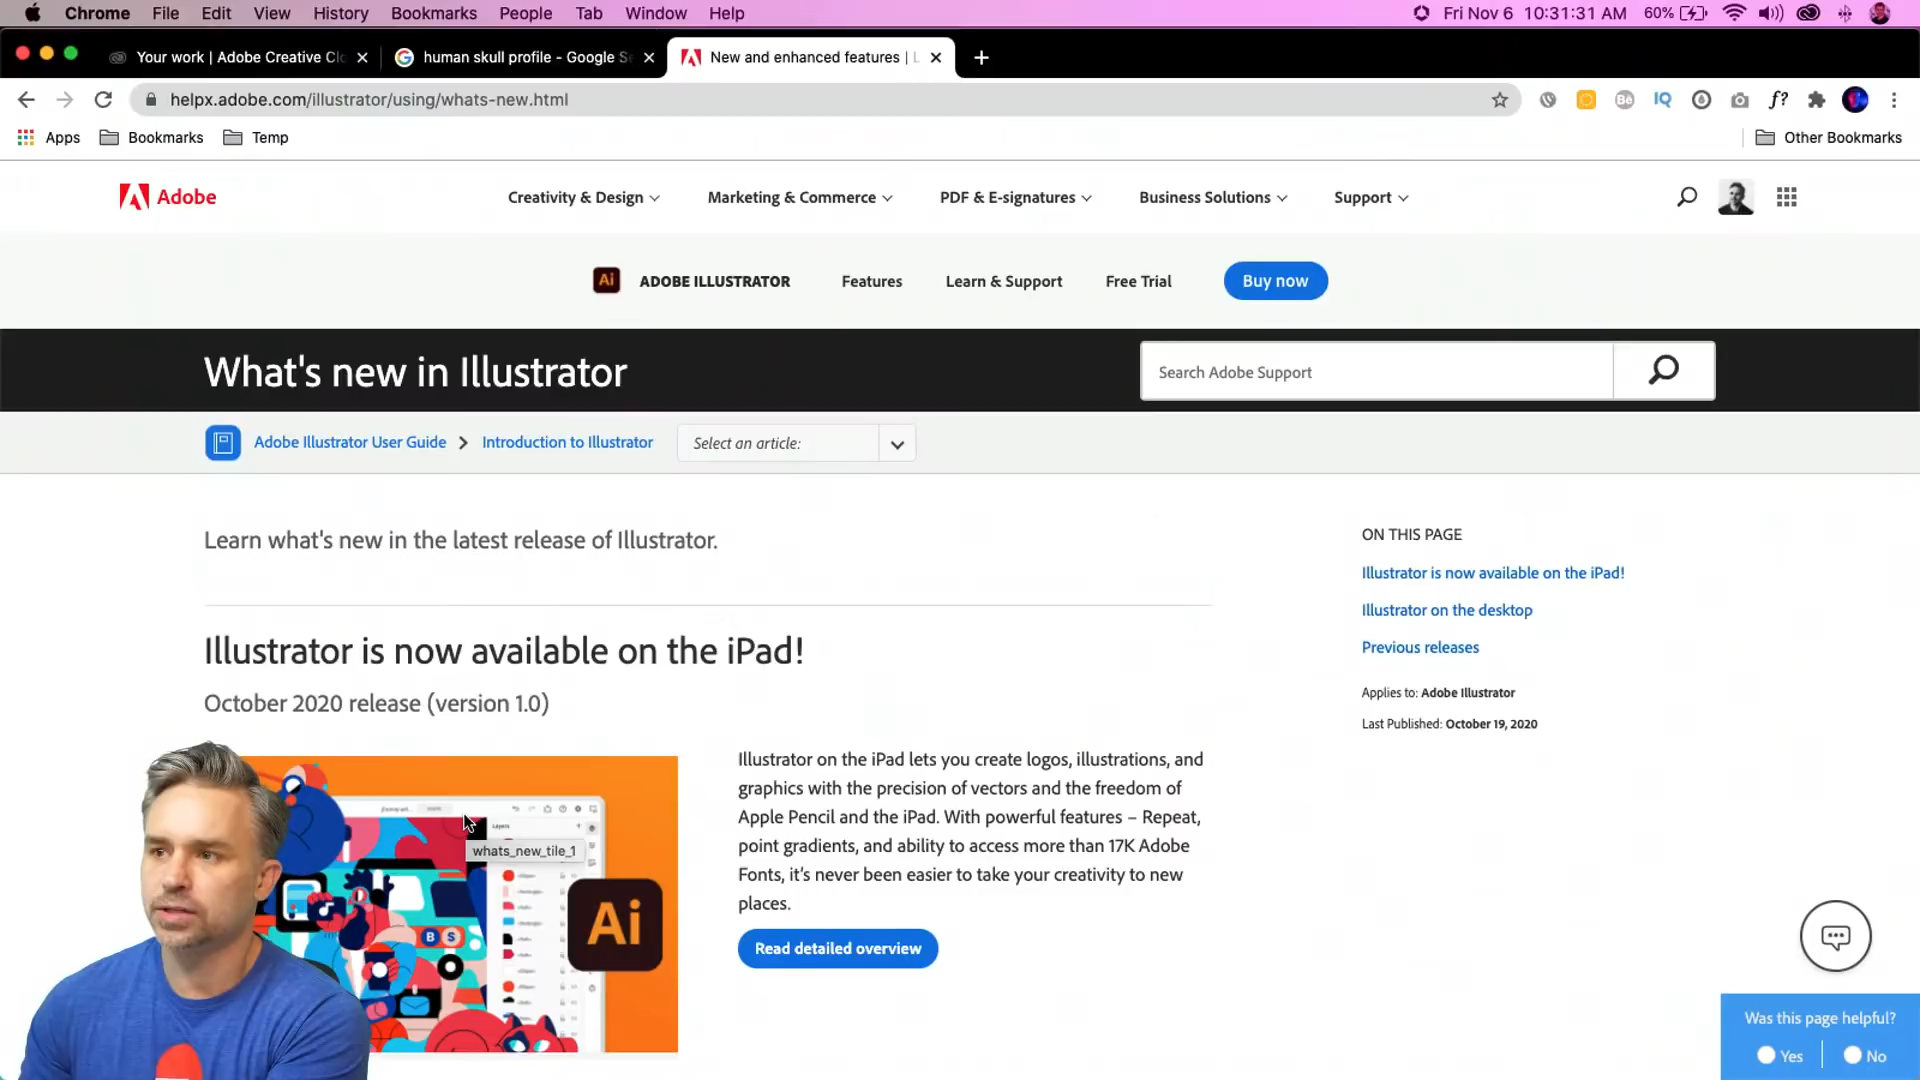 Chrome File Edit View History Bookmarks People Tab Window Help
Fri Nov 6 10:31:31 AM 60%
Your work | Adobe Creative Clo
human skull profile - Google Se
New and enhanced features | L
helpx.adobe.com/illustrator/using/whats-new.html
Apps Bookmarks Temp Other Bookmarks
Adobe
Creativity & Design Marketing & Commerce PDF & E-signatures Business Solutions Support
Ai ADOBE ILLUSTRATOR Features Learn & Support Free Trial Buy now
What's new in Illustrator
Search Adobe Support
Adobe Illustrator User Guide Introduction to Illustrator Select an article:
Learn what's new in the latest release of Illustrator.
Illustrator is now available on the iPad!
October 2020 release (version 1.0)
Layers
whats_new_tile_1
B S
Ai
Illustrator on the iPad lets you create logos, illustrations, and
graphics with the precision of vectors and the freedom of
Apple Pencil and the iPad. With powerful features – Repeat,
point gradients, and ability to access more than 17K Adobe
Fonts, it's never been easier to take your creativity to new
places.
Read detailed overview
ON THIS PAGE
Illustrator is now available on the iPad!
Illustrator on the desktop
Previous releases
Applies to: Adobe Illustrator
Last Published: October 19, 2020
Was this page helpful?
Yes No